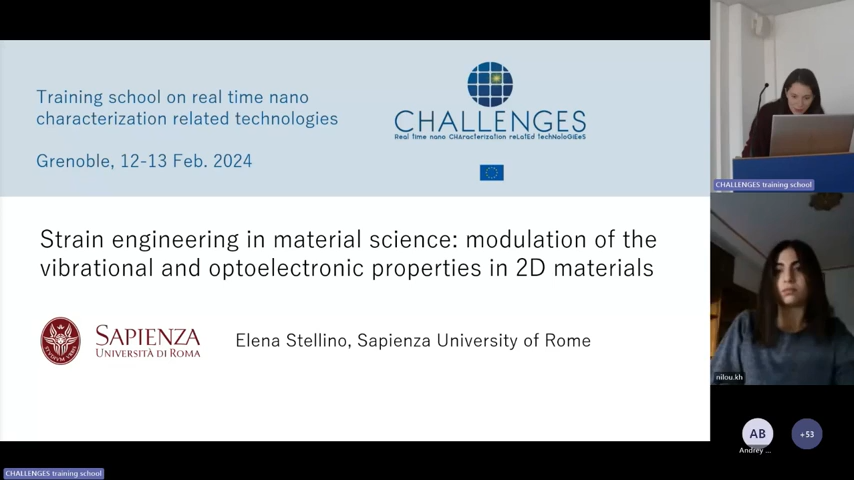 Training school on real time nano
characterization related technologies
Grenoble, 12-13 Feb. 2024
CHALLENGES
Real time nano CHAracterization reLatEd techNoloGiEeS
Strain engineering in material science: modulation of the
vibrational and optoelectronic properties in 2D materials
SAPIENZA
UNIVERSITÀ DI ROMA
Elena Stellino, Sapienza University of Rome
CHALLENGES training school
nilou.kh
AB
+53
Andrey ...
CHALLENGES training school